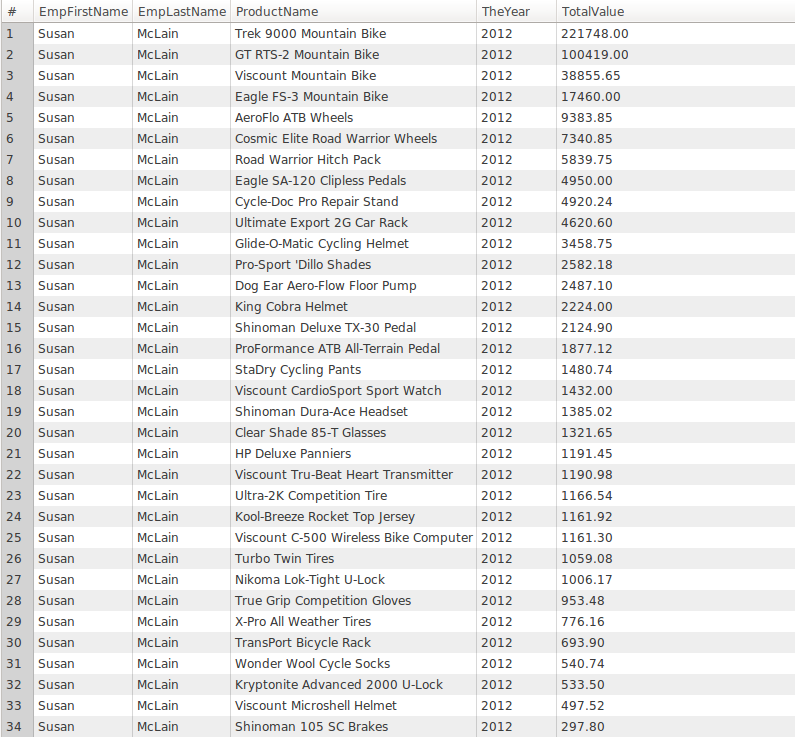 # EmpFirstName EmpLastName ProductName TheYear TotalValue
1 Susan McLain Trek 9000 Mountain Bike 2012 221748.00
2 Susan McLain GT RTS-2 Mountain Bike 2012 100419.00
3 Susan McLain Viscount Mountain Bike 2012 38855.65
4 Susan McLain Eagle FS-3 Mountain Bike 2012 17460.00
5 Susan McLain AeroFlo ATB Wheels 2012 9383.85
6 Susan McLain Cosmic Elite Road Warrior Wheels 2012 7340.85
7 Susan McLain Road Warrior Hitch Pack 2012 5839.75
8 Susan McLain Eagle SA-120 Clipless Pedals 2012 4950.00
9 Susan McLain Cycle-Doc Pro Repair Stand 2012 4920.24
10 Susan McLain Ultimate Export 2G Car Rack 2012 4620.60
11 Susan McLain Glide-O-Matic Cycling Helmet 2012 3458.75
12 Susan McLain Pro-Sport 'Dillo Shades 2012 2582.18
13 Susan McLain Dog Ear Aero-Flow Floor Pump 2012 2487.10
14 Susan McLain King Cobra Helmet 2012 2224.00
15 Susan McLain Shinoman Deluxe TX-30 Pedal 2012 2124.90
16 Susan McLain ProFormance ATB All-Terrain Pedal 2012 1877.12
17 Susan McLain StaDry Cycling Pants 2012 1480.74
18 Susan McLain Viscount CardioSport Sport Watch 2012 1432.00
19 Susan McLain Shinoman Dura-Ace Headset 2012 1385.02
20 Susan McLain Clear Shade 85-T Glasses 2012 1321.65
21 Susan McLain HP Deluxe Panniers 2012 1191.45
22 Susan McLain Viscount Tru-Beat Heart Transmitter 2012 1190.98
23 Susan McLain Ultra-2K Competition Tire 2012 1166.54
24 Susan McLain Kool-Breeze Rocket Top Jersey 2012 1161.92
25 Susan McLain Viscount C-500 Wireless Bike Computer 2012 1161.30
26 Susan McLain Turbo Twin Tires 2012 1059.08
27 Susan McLain Nikoma Lok-Tight U-Lock 2012 1006.17
28 Susan McLain True Grip Competition Gloves 2012 953.48
29 Susan McLain X-Pro All Weather Tires 2012 776.16
30 Susan McLain TransPort Bicycle Rack 2012 693.90
31 Susan McLain Wonder Wool Cycle Socks 2012 540.74
32 Susan McLain Kryptonite Advanced 2000 U-Lock 2012 533.50
33 Susan McLain Viscount Microshell Helmet 2012 497.52
34 Susan McLain Shinoman 105 SC Brakes 2012 297.80